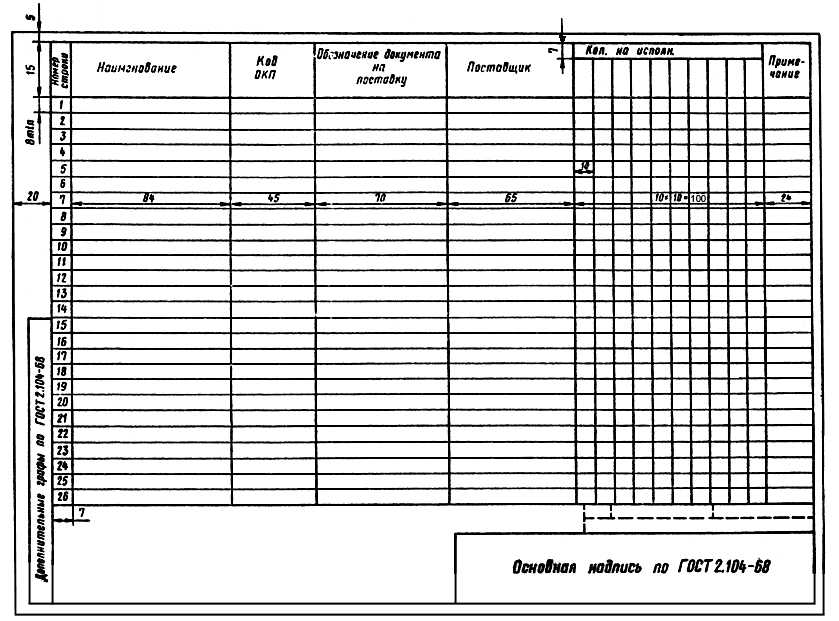 5
15
8min
Номер
строки
Наименование
Код
ОКП
Обозначение документа
на
поставку
Поставщик
7
Кол. на исполн.
Приме-
чание
1
2
3
4
5
10
6
20
7
84
45
70
65
10×10=100
24
8
9
10
11
12
13
14
15
16
17
18
19
20
21
22
23
24
25
26
7
Дополнительные графы по ГОСТ 2.104-68
Основная надпись по ГОСТ 2.104-68